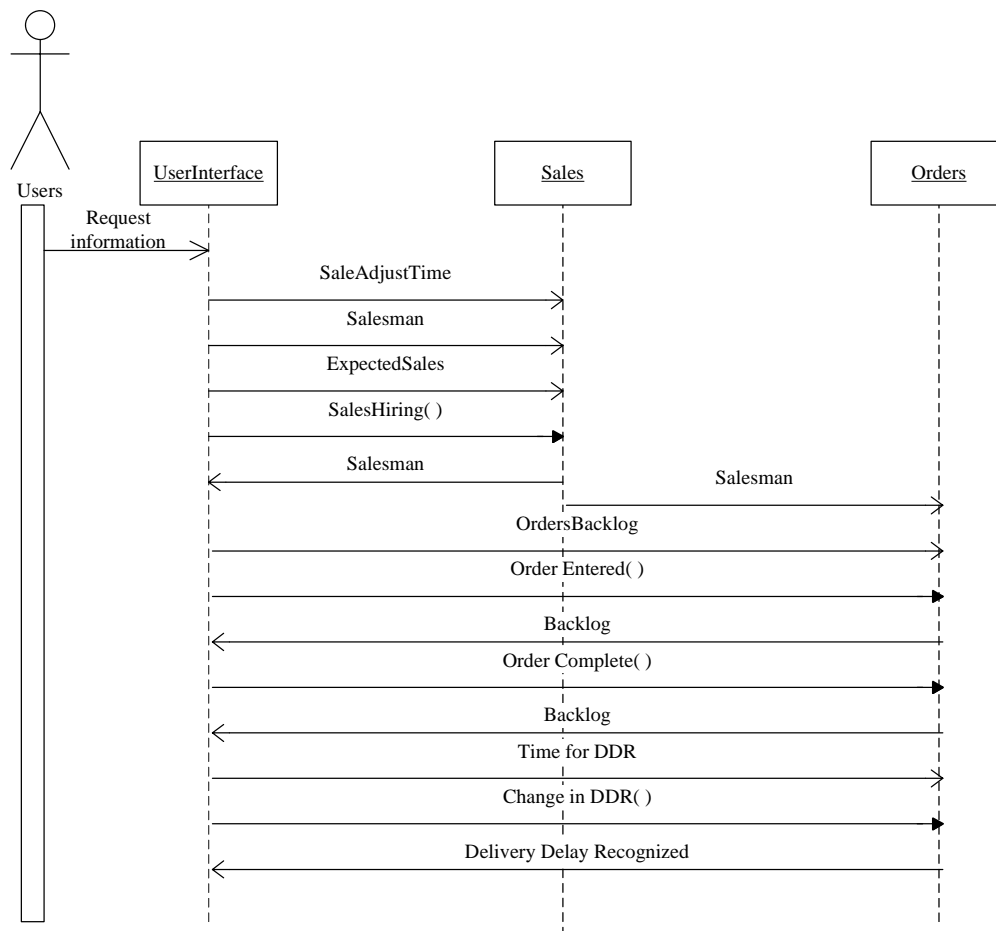 UserInterface
Sales
Orders
Users
Request
information
SaleAdjustTime
Salesman
ExpectedSales
SalesHiring( )
Salesman
Salesman
OrdersBacklog
Order Entered( )
Backlog
Order Complete( )
Backlog
Time for DDR
Change in DDR( )
Delivery Delay Recognized